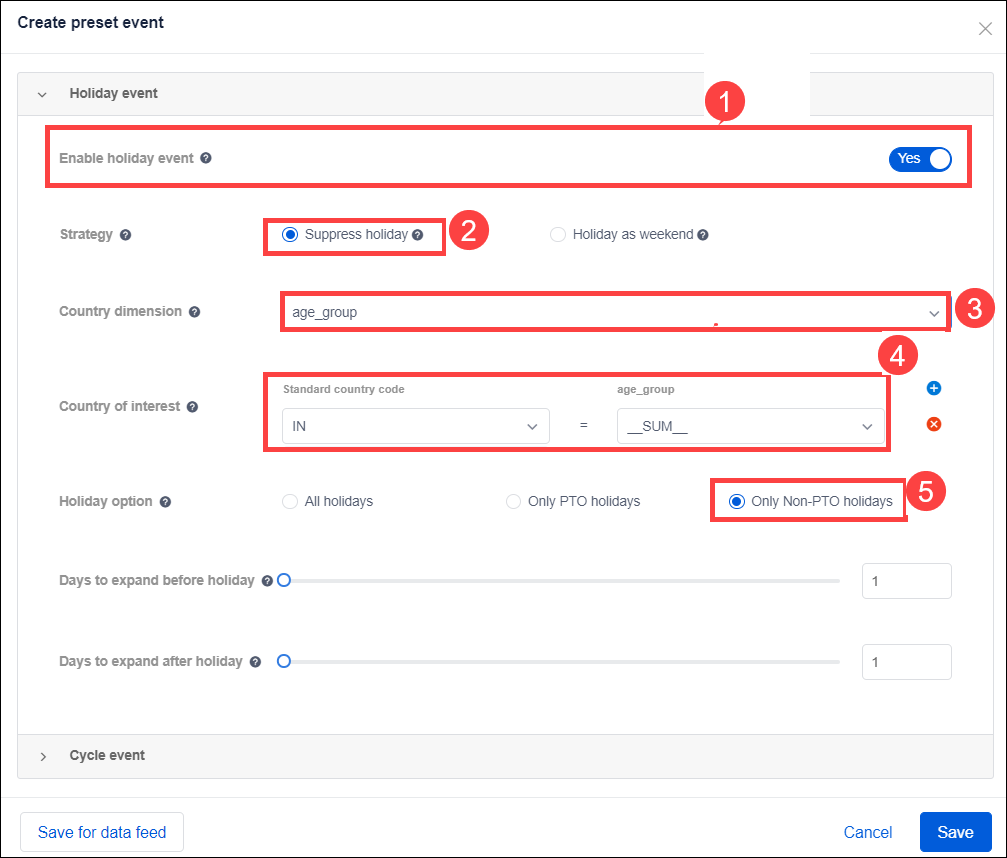 Create preset event
Holiday event
1
Enable holiday event ? Yes
Strategy ? Suppress holiday ? 2 Holiday as weekend ?
Country dimension ? age_group 3
4
Standard country code age_group
Country of interest ?
IN = __SUM__
Holiday option ? All holidays Only PTO holidays Only Non-PTO holidays 5
Days to expand before holiday ? 1
Days to expand after holiday ? 1
Cycle event
Save for data feed Cancel Save